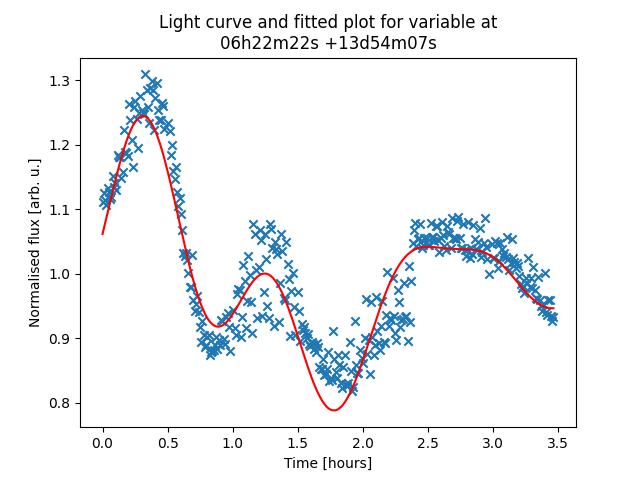 Light curve and fitted plot for variable at
06h22m22s +13d54m07s
1.3
1.2
1.1
1.0
0.9
0.8
Normalised flux [arb. u.]
0.0 0.5 1.0 1.5 2.0 2.5 3.0 3.5
Time [hours]